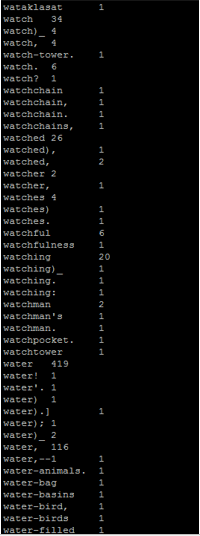 wataklasat 1
watch 34
watch)_ 4
watch, 4
watch-tower. 1
watch. 6
watch? 1
watchchain 1
watchchain, 1
watchchain. 1
watchchains, 1
watched 26
watched), 1
watched, 2
watcher 2
watcher, 1
watches 4
watches) 1
watches. 1
watchful 6
watchfulness 1
watching 20
watching)_ 1
watching. 1
watching: 1
watchman 2
watchman's 1
watchman. 1
watchpocket. 1
watchtower 1
water 419
water! 1
water'. 1
water) 1
water).] 1
water); 1
water)_ 2
water, 116
water,--1 1
water-animals. 1
water-bag 1
water-basins 1
water-bird, 1
water-birds 1
water-filled 1